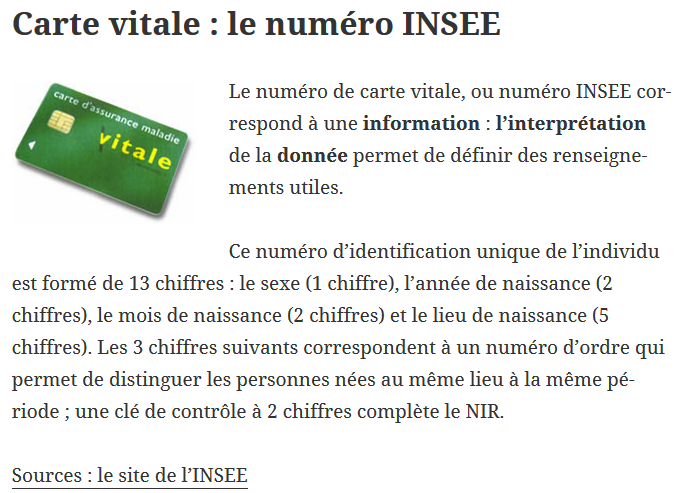 Carte vitale : le numéro INSEE
carte d'assurance maladie
vitale
Le numéro de carte vitale, ou numéro INSEE cor-
respond à une information : l’interprétation
de la donnée permet de définir des renseigne-
ments utiles.
Ce numéro d’identification unique de l’individu
est formé de 13 chiffres : le sexe (1 chiffre), l’année de naissance (2
chiffres), le mois de naissance (2 chiffres) et le lieu de naissance (5
chiffres). Les 3 chiffres suivants correspondent à un numéro d’ordre qui
permet de distinguer les personnes nées au même lieu à la même pé-
riode ; une clé de contrôle à 2 chiffres complète le NIR.
Sources : le site de l’INSEE